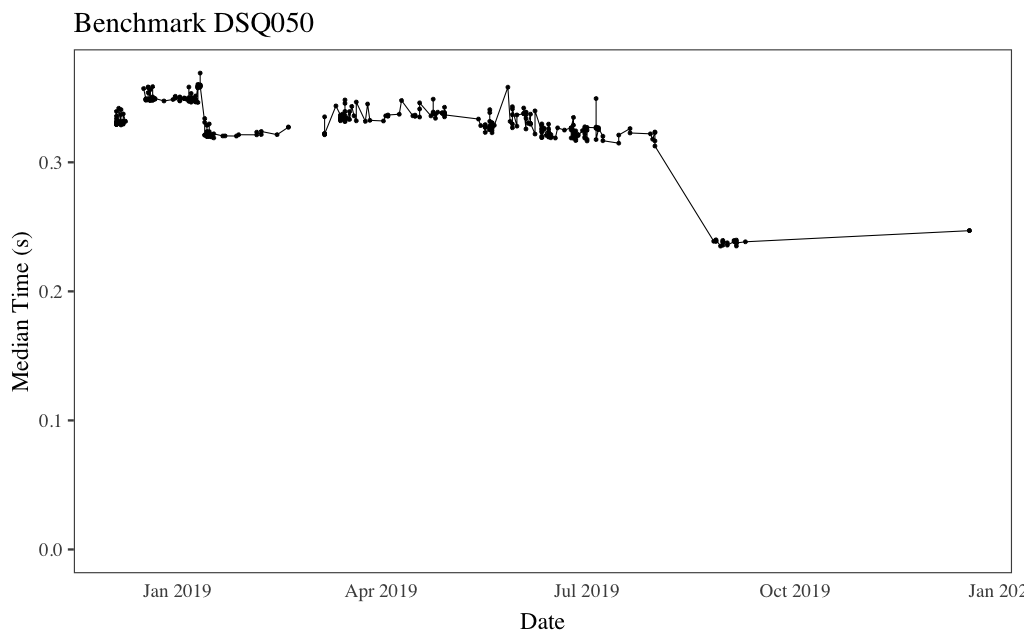 Benchmark DSQ050
Median Time (s)
0.3
0.2
0.1
0.0
Jan 2019
Apr 2019
Jul 2019
Oct 2019
Jan 202
Date